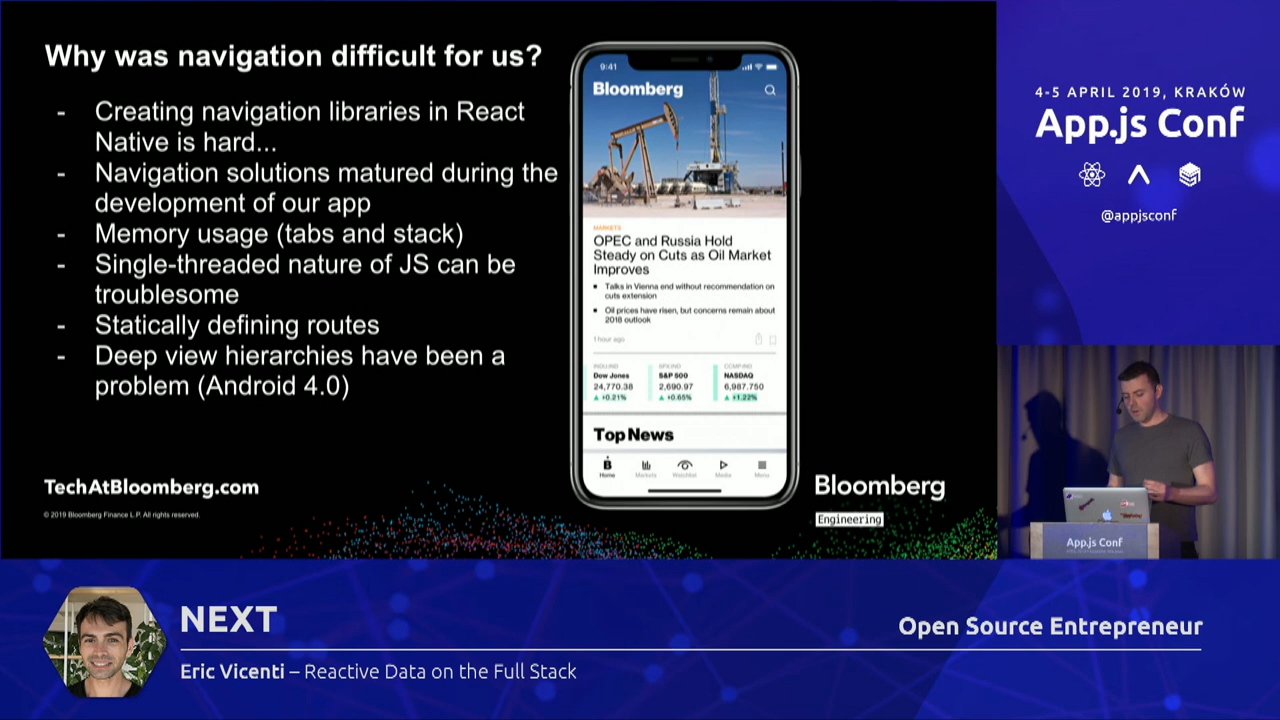 Why was navigation difficult for us?
- Creating navigation libraries in React
Native is hard...
- Navigation solutions matured during the
development of our app
- Memory usage (tabs and stack)
- Single-threaded nature of JS can be
troublesome
- Statically defining routes
- Deep view hierarchies have been a
problem (Android 4.0)
TechAtBloomberg.com
© 2019 Bloomberg Finance L.P. All rights reserved.
9:41
Bloomberg
MARKETS
OPEC and Russia Hold
Steady on Cuts as Oil Market
Improves
Talks in Vienna end without recommendation on
cuts extension
Oil prices have risen, but concerns remain about
2018 outlook
1 hour ago
Dow Jones
24,770.38
+0.21%
S&P 500
2,690.97
+0.65%
NASDAQ
6,987.750
+1.22%
Top News
Home
Markets
Watchlist
Media
Menu
Bloomberg
Engineering
4-5 APRIL 2019, KRAKÓW
App.js Conf
@appjsconf
App.js Conf
NEXT
Open Source Entrepreneur
Eric Vicenti – Reactive Data on the Full Stack